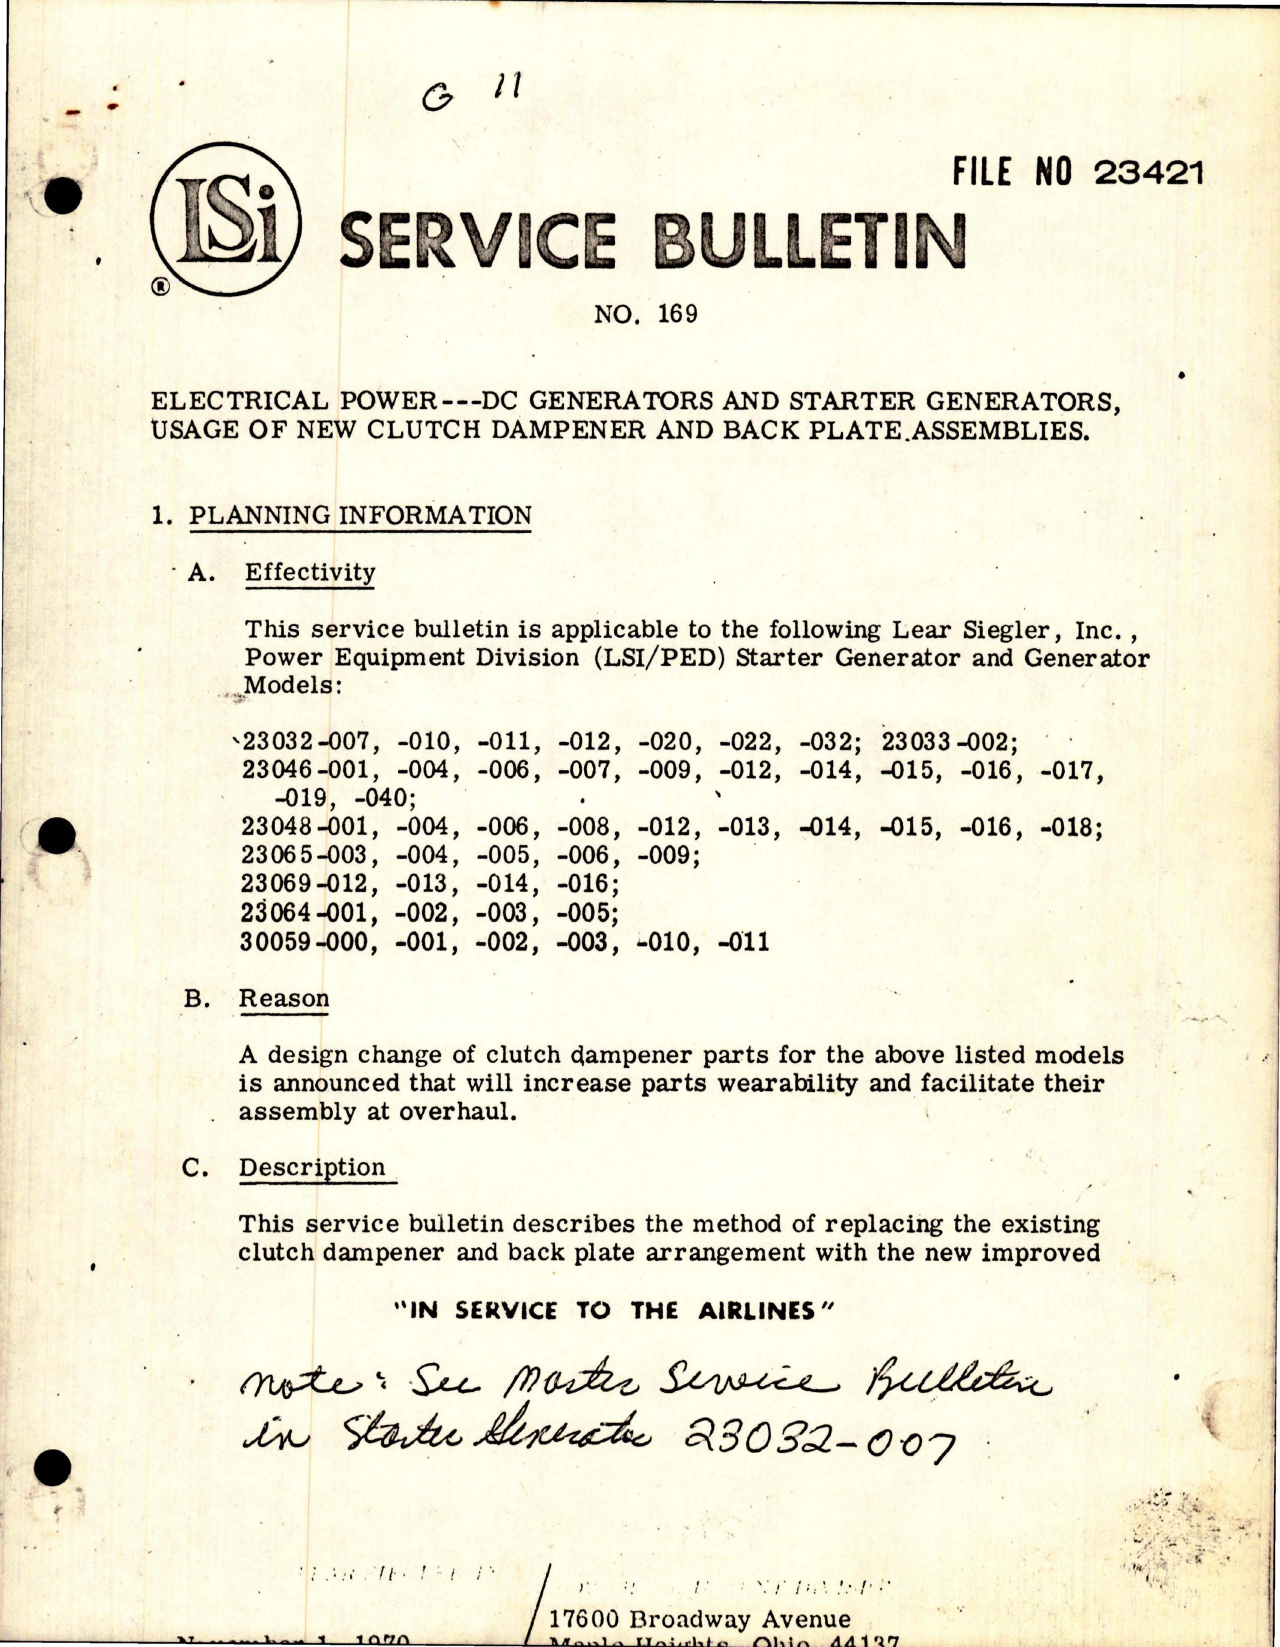 G 11
FILE NO 23421
LSi
®
SERVICE BULLETIN
NO. 169
ELECTRICAL POWER---DC GENERATORS AND STARTER GENERATORS,
USAGE OF NEW CLUTCH DAMPENER AND BACK PLATE ASSEMBLIES.
1. PLANNING INFORMATION
A. Effectivity
This service bulletin is applicable to the following Lear Siegler, Inc.,
Power Equipment Division (LSI/PED) Starter Generator and Generator
Models:
23032-007, -010, -011, -012, -020, -022, -032; 23033-002;
23046-001, -004, -006, -007, -009, -012, -014, -015, -016, -017,
-019, -040;
23048-001, -004, -006, -008, -012, -013, -014, -015, -016, -018;
23065-003, -004, -005, -006, -009;
23069-012, -013, -014, -016;
23064-001, -002, -003, -005;
30059-000, -001, -002, -003, -010, -011
B. Reason
A design change of clutch dampener parts for the above listed models
is announced that will increase parts wearability and facilitate their
assembly at overhaul.
C. Description
This service bulletin describes the method of replacing the existing
clutch dampener and back plate arrangement with the new improved
"IN SERVICE TO THE AIRLINES"
note: See Master Service Bulletin
in Starter Generator 23032-007
17600 Broadway Avenue
November 1, 1970 Maple Heights, Ohio 44137